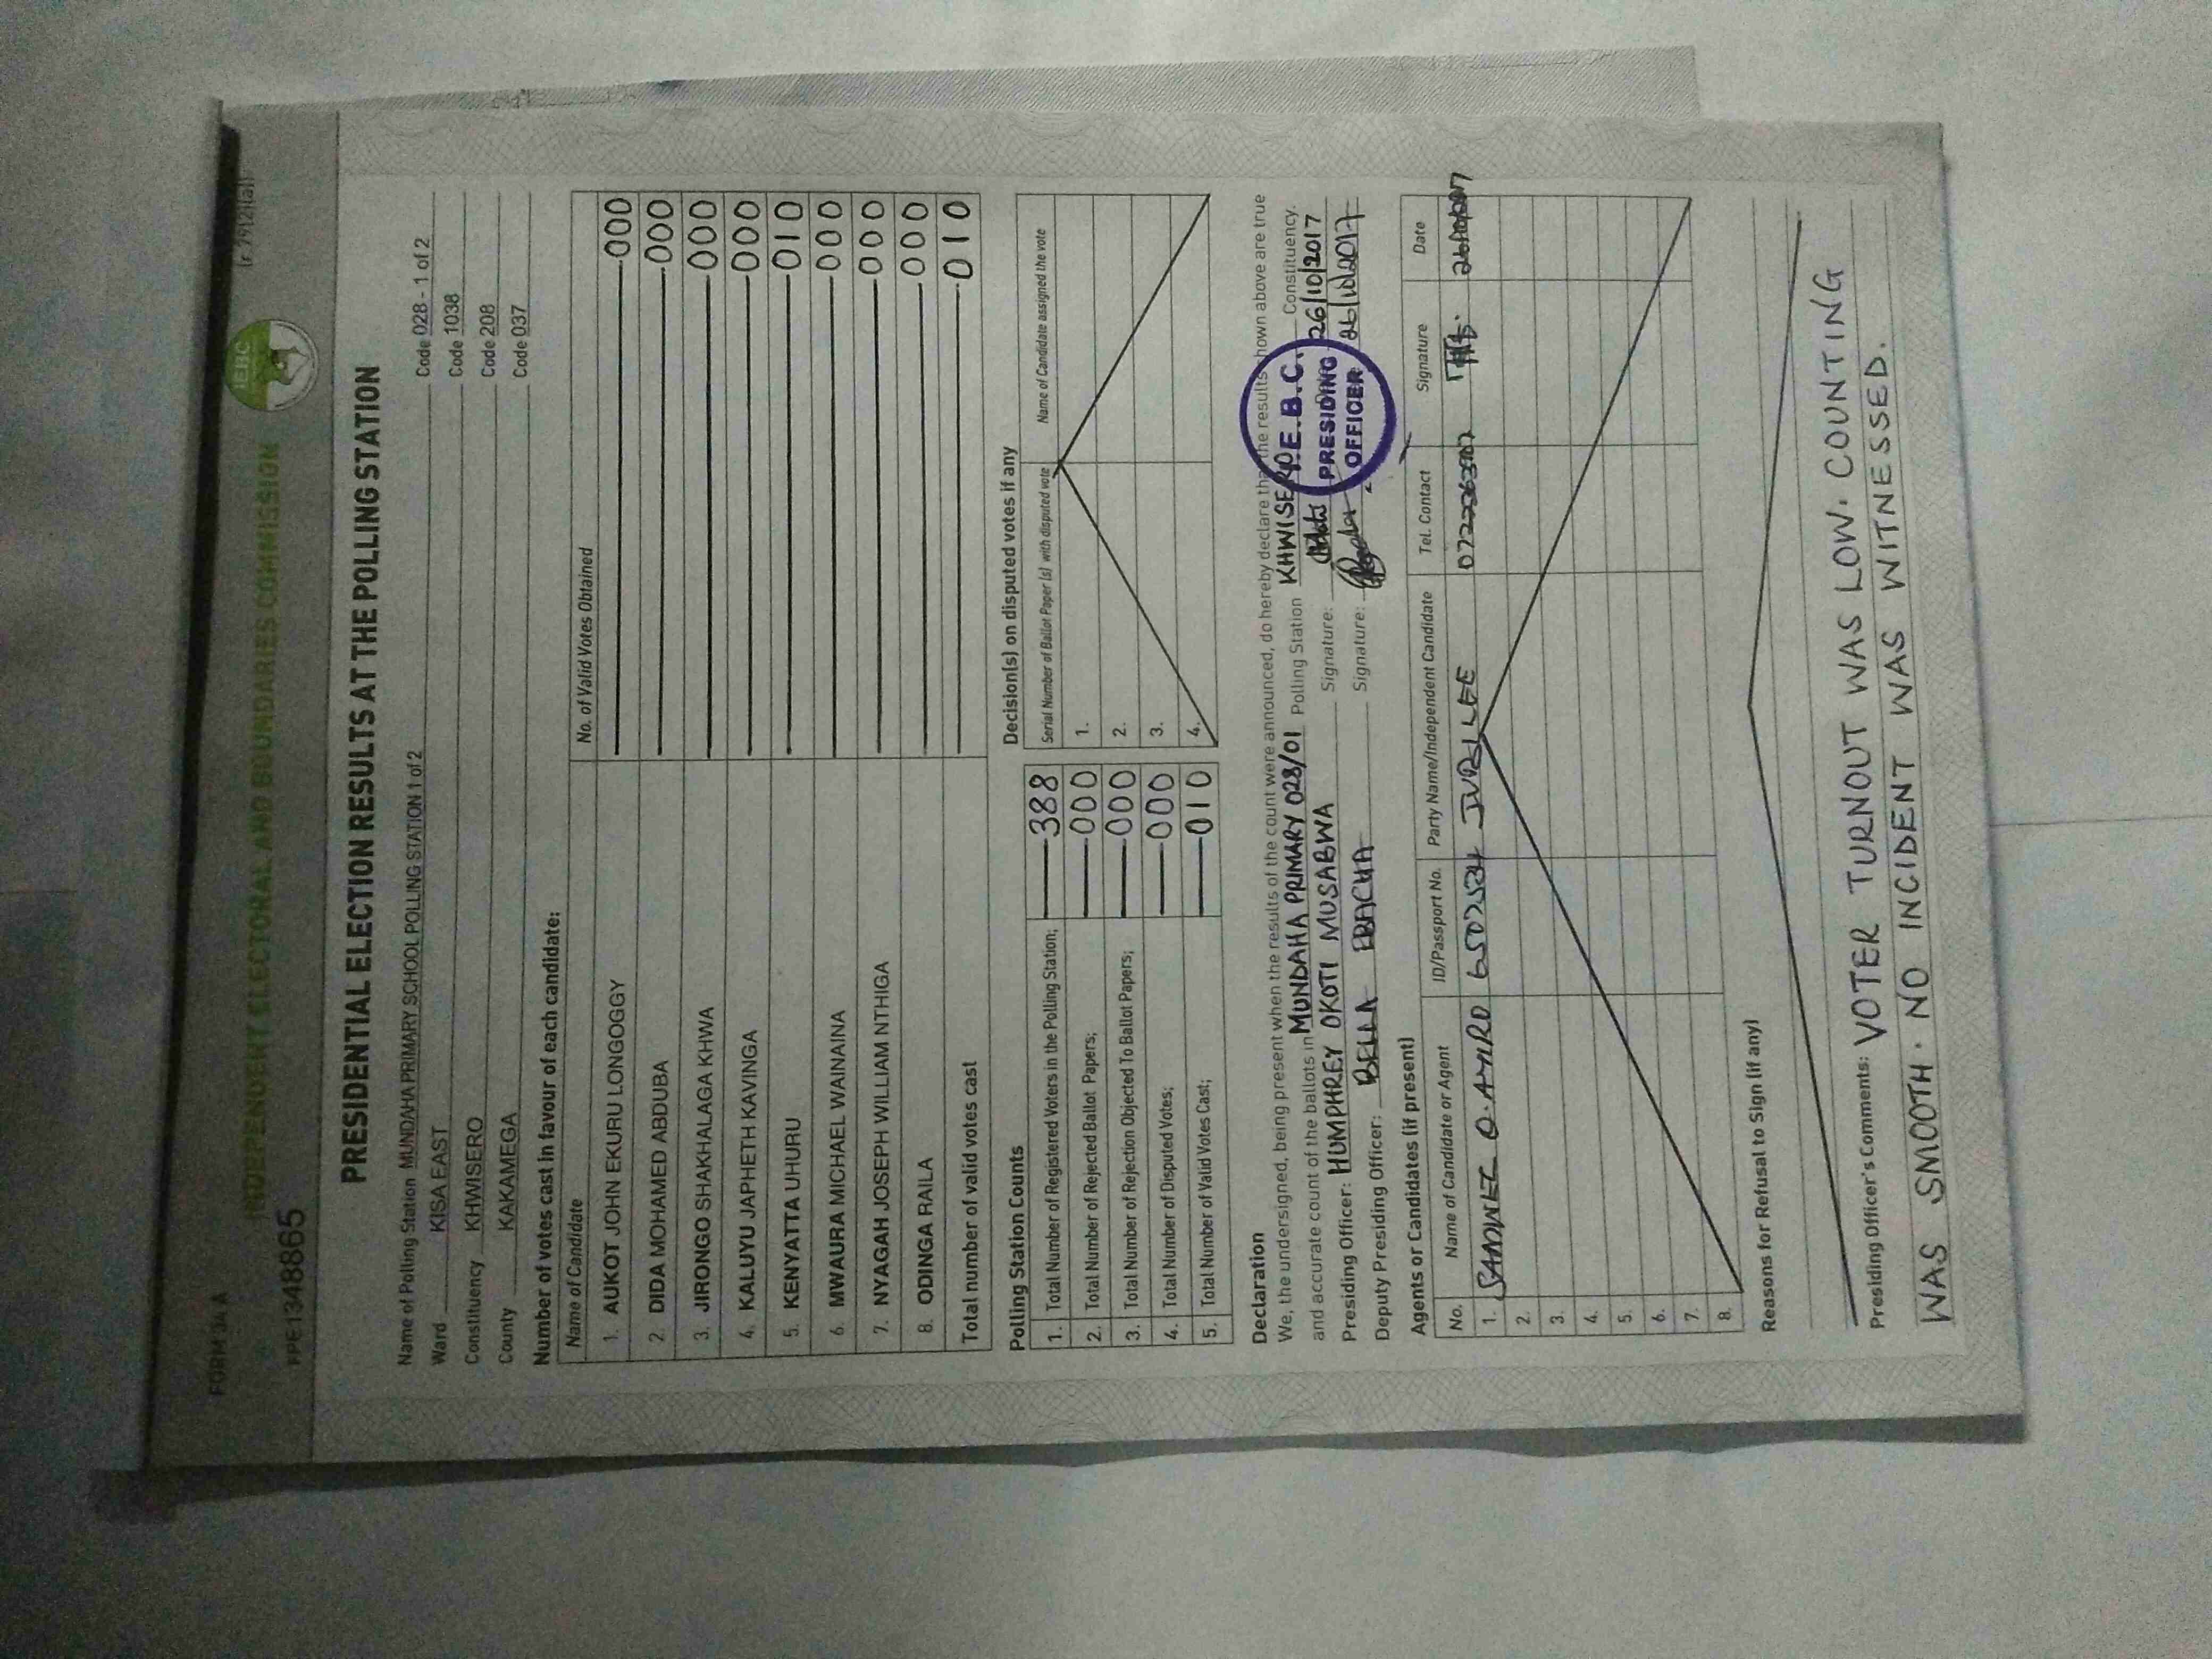 FORM 34 A
(r 79(2)(a))
INDEPENDENT ELECTORAL AND BOUNDARIES COMMISSION
IEBC
PPE1348865
PRESIDENTIAL ELECTION RESULTS AT THE POLLING STATION
Name of Polling Station MUNDAHA PRIMARY SCHOOL POLLING STATION 1 of 2 Code 028 - 1 of 2
Ward KISA EAST Code 1038
Constituency KHWISERO Code 208
County KAKAMEGA Code 037
Number of votes cast in favour of each candidate:
Name of Candidate No. of Valid Votes Obtained
1. AUKOT JOHN EKURU LONGOGGY 000
2. DIDA MOHAMED ABDUBA 000
3. JIRONGO SHAKHALAGA KHWA 000
4. KALUYU JAPHETH KAVINGA 000
5. KENYATTA UHURU 010
6. MWAURA MICHAEL WAINAINA 000
7. NYAGAH JOSEPH WILLIAM NTHIGA 000
8. ODINGA RAILA 000
Total number of valid votes cast 010
Polling Station Counts
1. Total Number of Registered Voters in the Polling Station; 388
2. Total Number of Rejected Ballot Papers; 000
3. Total Number of Rejection Objected To Ballot Papers; 000
4. Total Number of Disputed Votes; 000
5. Total Number of Valid Votes Cast; 010
Decision(s) on disputed votes if any
Serial Number of Ballot Paper (s) with disputed vote Name of Candidate assigned the vote
1.
2.
3.
4.
Declaration
We, the undersigned, being present when the results of the count were announced, do hereby declare that the results shown above are true
and accurate count of the ballots in MUNDAHA PRIMARY 028/01 Polling Station KHWISERO Constituency.
Presiding Officer: HUMPHREY OKOTI MUSABWA Signature: 26/10/2017
Deputy Presiding Officer: BELLA Signature: 26/10/2017
I.E.B.C.
PRESIDING
OFFICER
Agents or Candidates (if present)
No. Name of Candidate or Agent ID/Passport No. Party Name/Independent Candidate Tel. Contact Signature Date
1. JUBILEE
2.
3.
4.
5.
6.
7.
8.
Reasons for Refusal to Sign (if any)
Presiding Officer's Comments: VOTER TURNOUT WAS LOW. COUNTING
WAS SMOOTH. NO INCIDENT WAS WITNESSED.